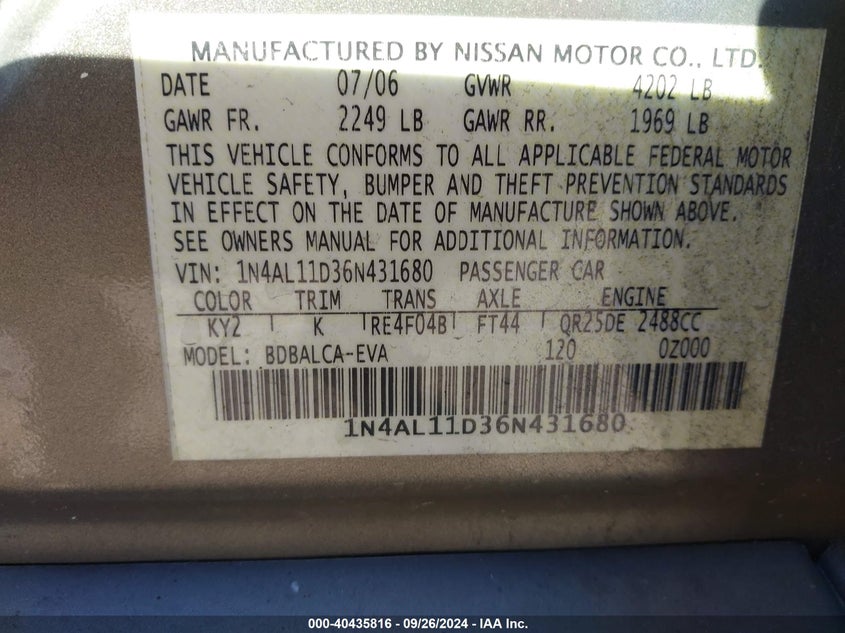 MANUFACTURED BY NISSAN MOTOR CO., LTD.
DATE 07/06 GVWR 4202 LB
GAWR FR. 2249 LB GAWR RR. 1969 LB
THIS VEHICLE CONFORMS TO ALL APPLICABLE FEDERAL MOTOR
VEHICLE SAFETY, BUMPER AND THEFT PREVENTION STANDARDS
IN EFFECT ON THE DATE OF MANUFACTURE SHOWN ABOVE.
SEE OWNERS MANUAL FOR ADDITIONAL INFORMATION.
VIN: 1N4AL11D36N431680 PASSENGER CAR
COLOR TRIM TRANS AXLE ENGINE
KY2 K RE4F04B FT44 QR25DE 2488CC
MODEL: BDBALCA-EVA 120 0Z000
1N4AL11D36N431680
000-40435816 - 09/26/2024 - IAA Inc.